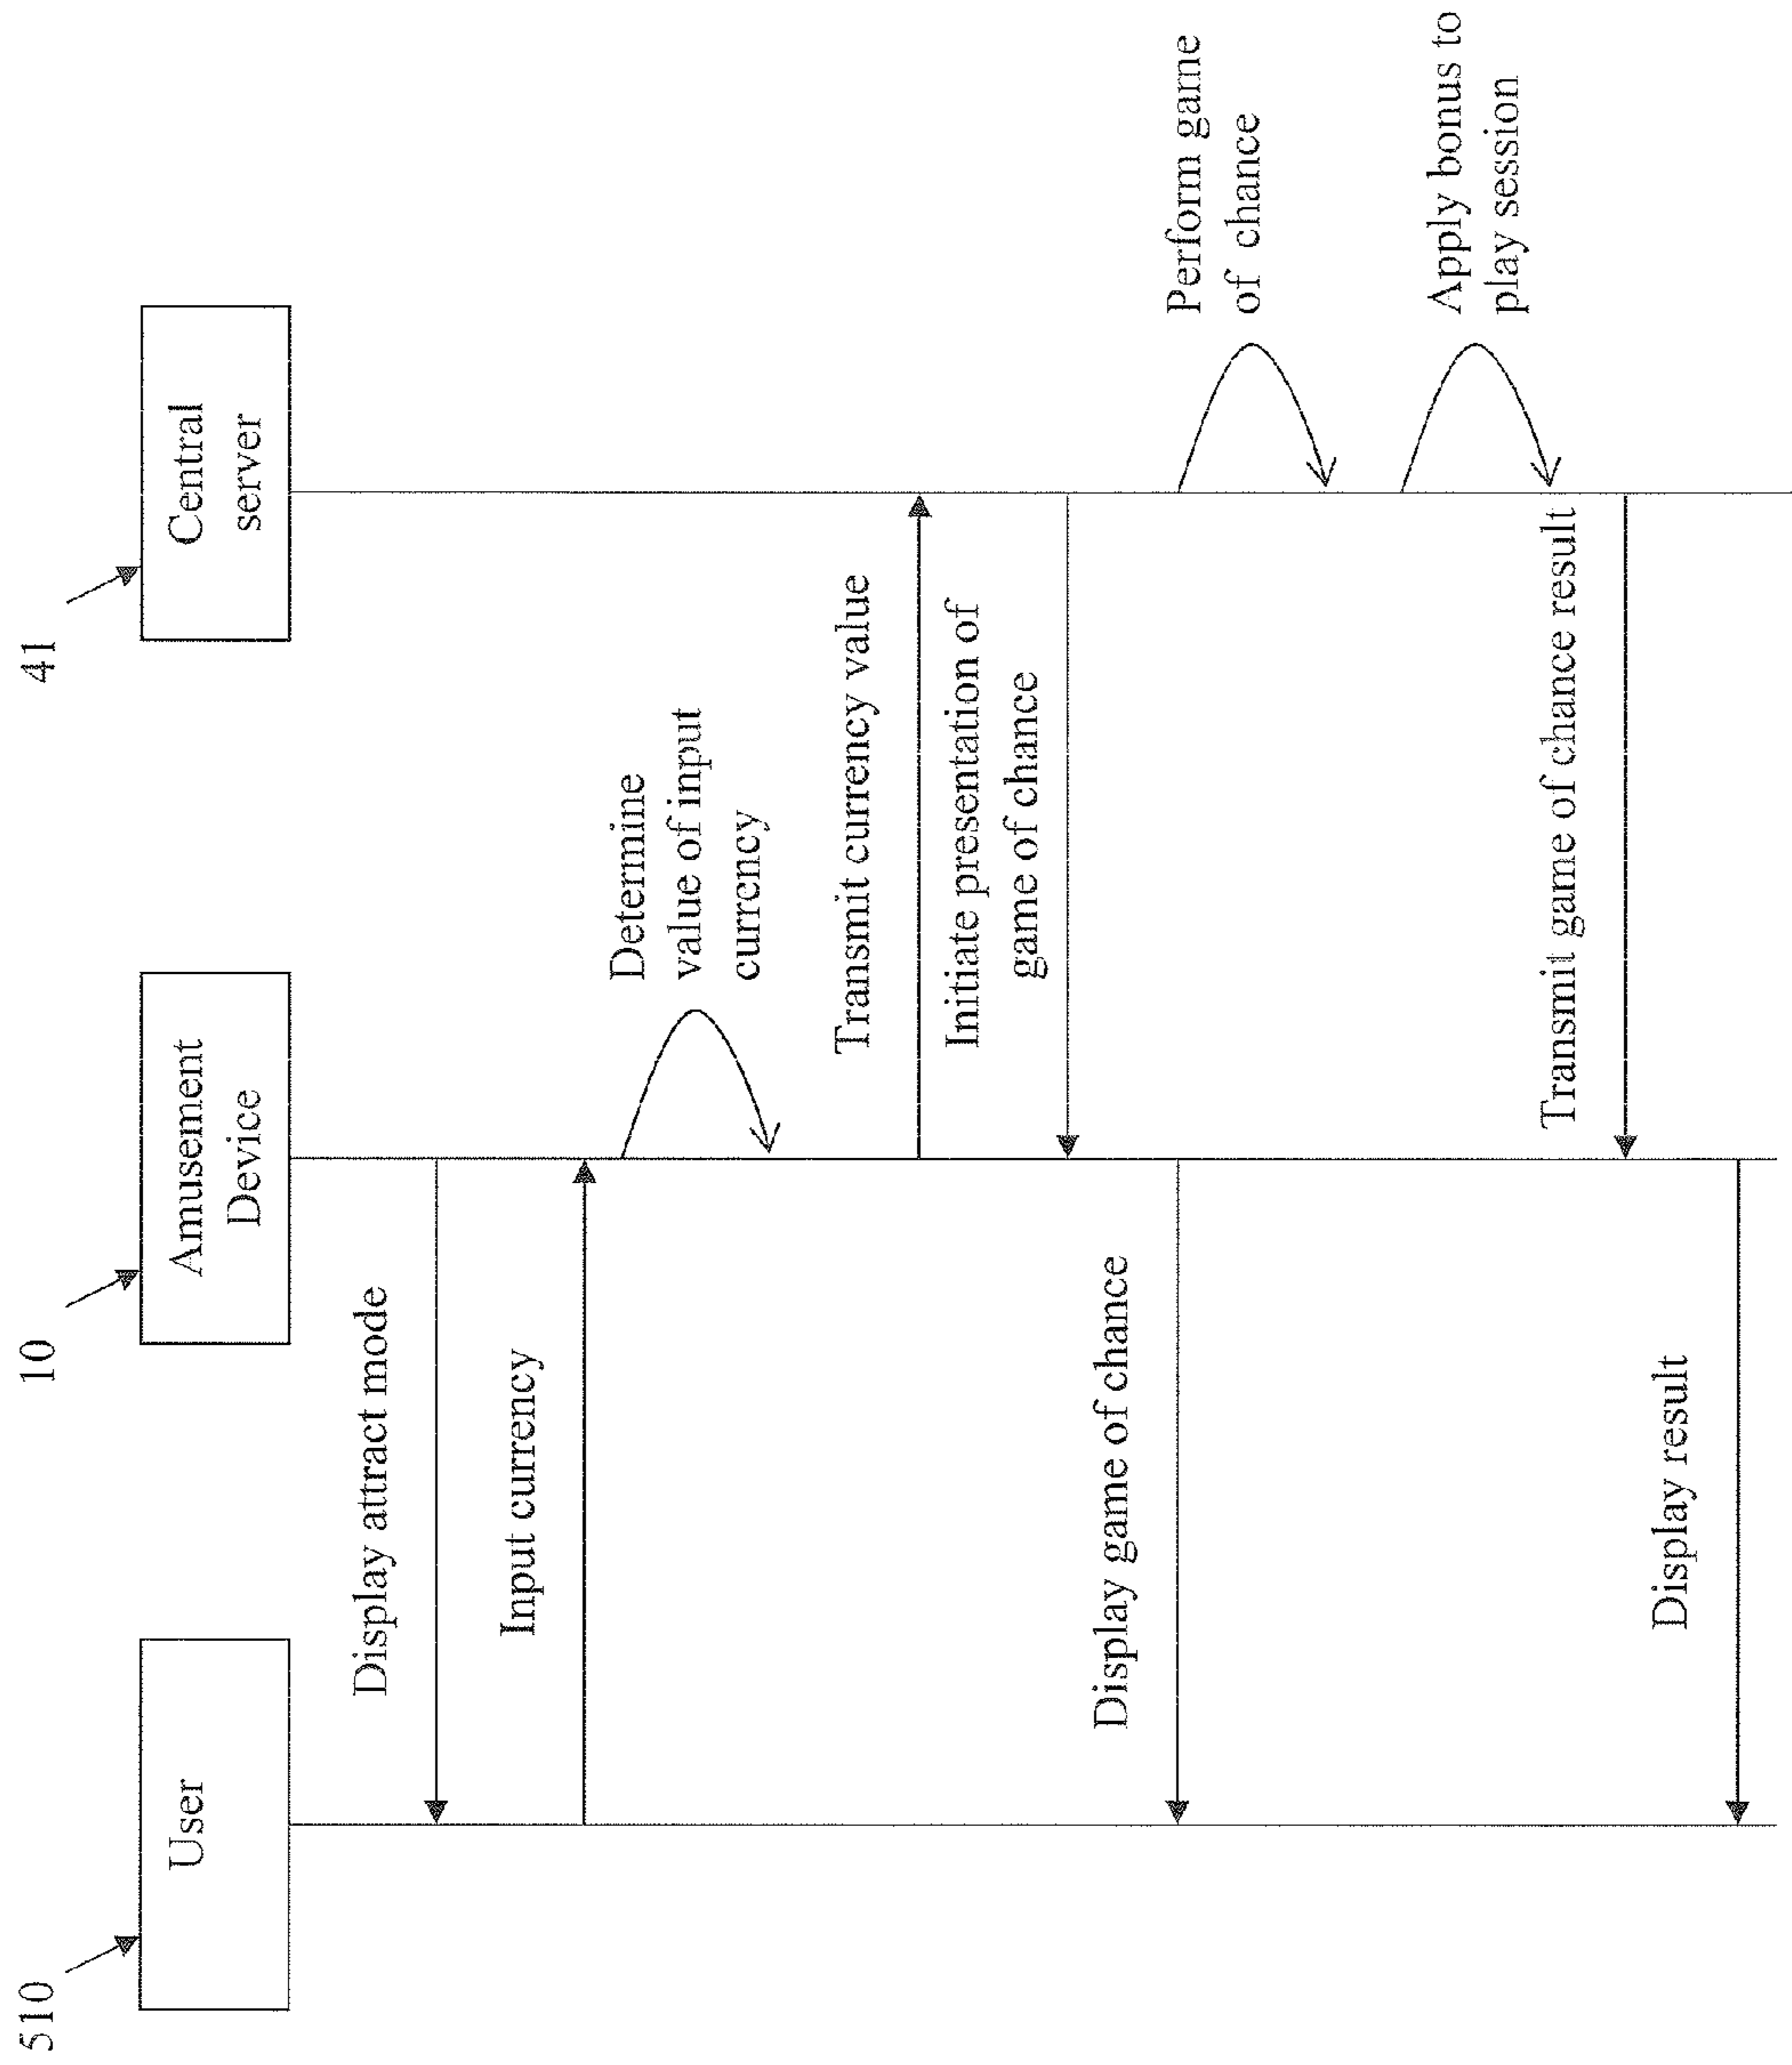 510
10
41
User
Amusement
Device
Central
server
Display attract mode
Input currency
Determine
value of input
currency
Transmit currency value
Initiate presentation of
game of chance
Display game of chance
Perform game
of chance
Apply bonus to
play session
Transmit game of chance result
Display result